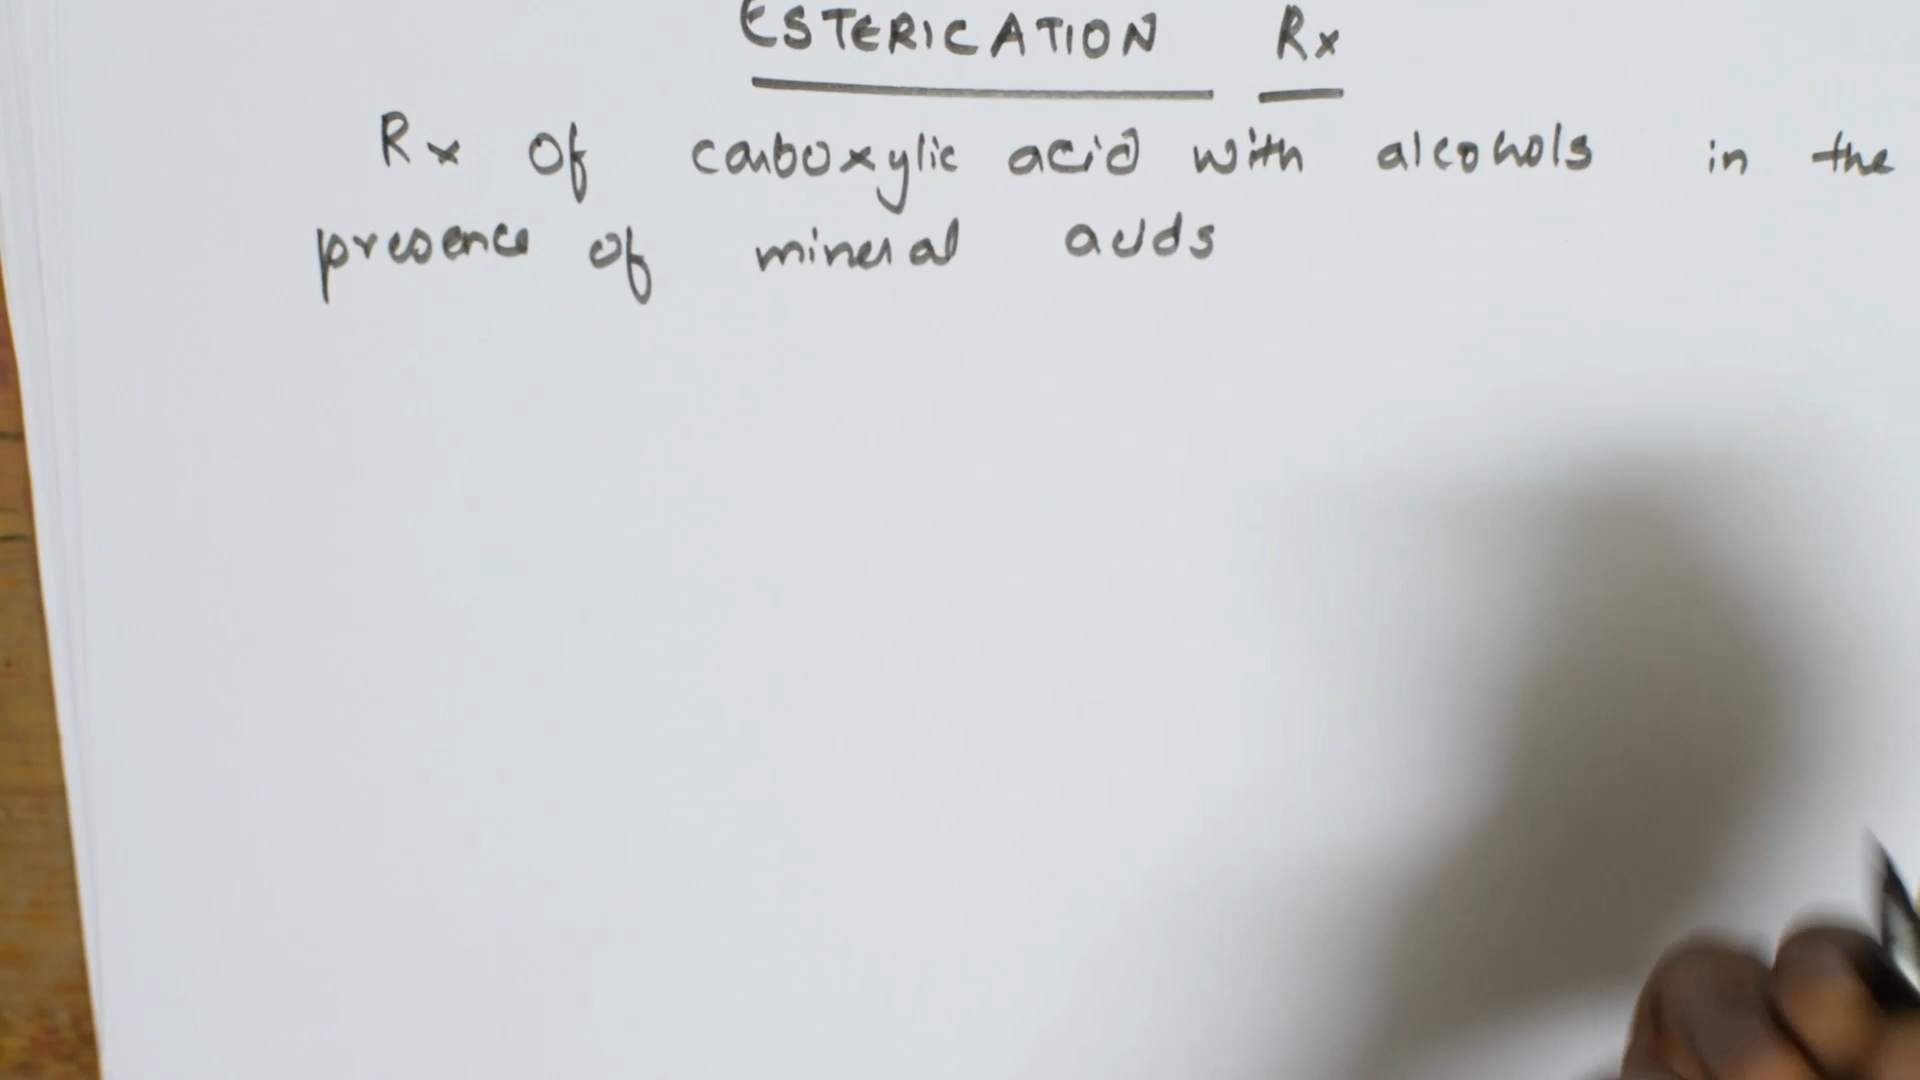 ESTERICATION Rx
Rx Of carboxylic acid with alcohols in the
presence of mineral acids